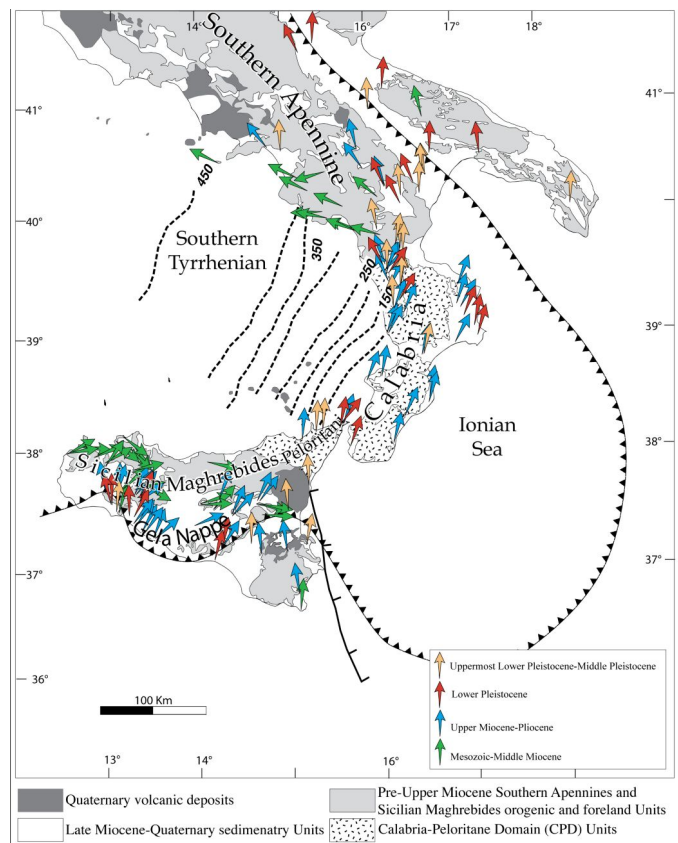 14°
16°
17°
18°
41°
41°
Southern Apennine
450
40°
40°
Southern
Tyrrhenian
350
250
150
39°
39°
Calabria
Ionian
Sea
38°
38°
Peloritani
Sicilian Maghrebides
Gela Nappe
37°
37°
36°
100 Km
13°
14°
16°
Uppermost Lower Pleistocene-Middle Pleistocene
Lower Pleistocene
Upper Miocene-Pliocene
Mesozoic-Middle Miocene
Quaternary volcanic deposits
Pre-Upper Miocene Southern Apennines and
Sicilian Maghrebides orogenic and foreland Units
Late Miocene-Quaternary sedimenatry Units
Calabria-Peloritane Domain (CPD) Units